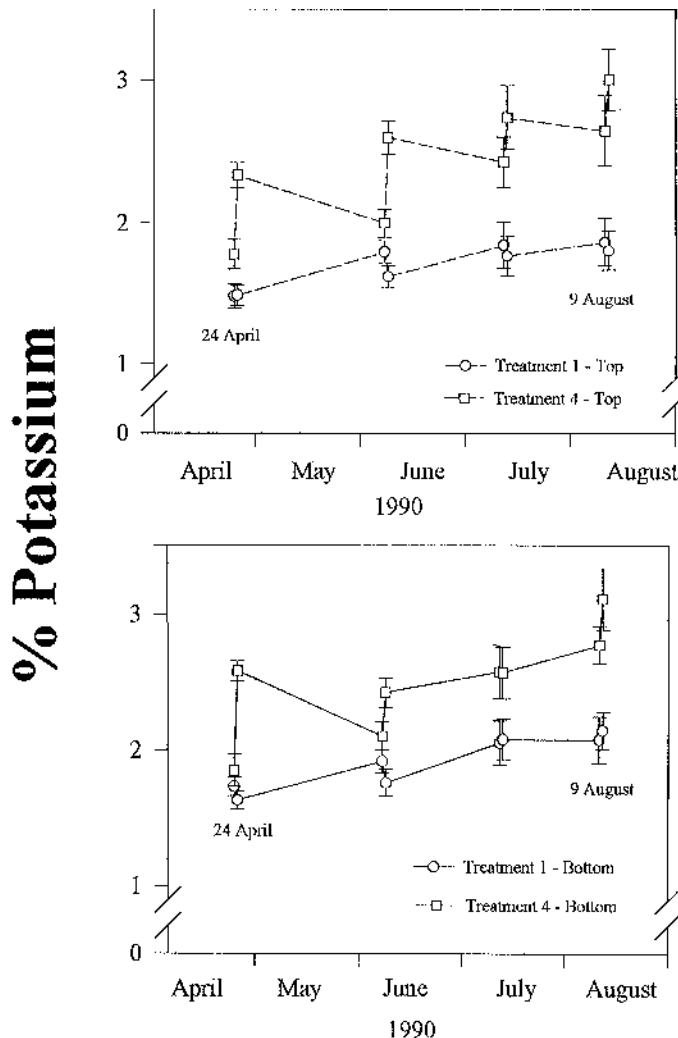 % Potassium
3
2
1
0
24 April
9 August
Treatment 1 - Top
Treatment 4 - Top
April May June July August
1990
3
2
1
0
24 April
9 August
Treatment 1 - Bottom
Treatment 4 - Bottom
April May June July August
1990